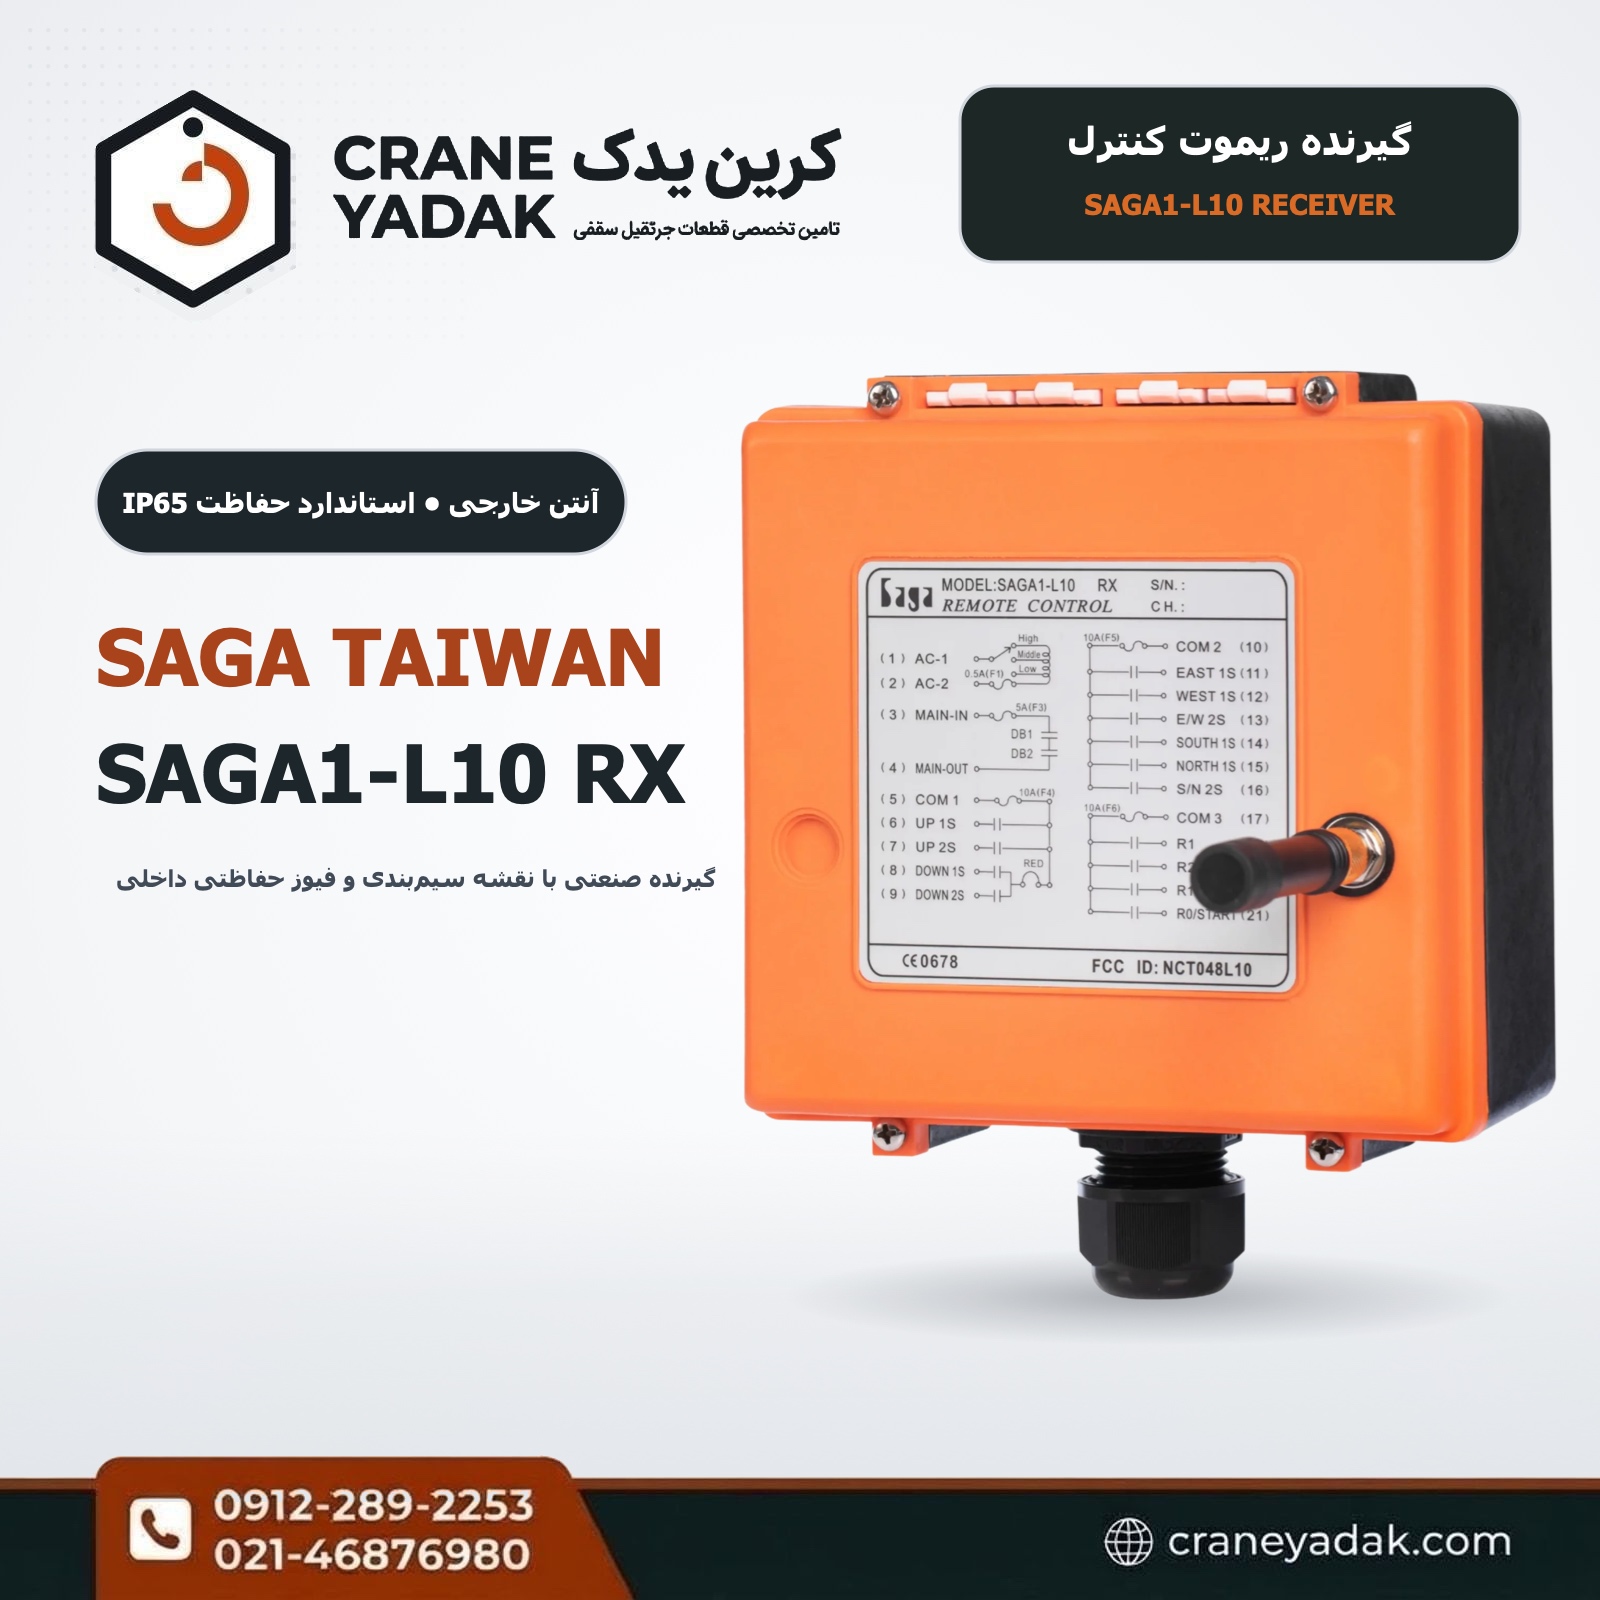 CRANE
YADAK
کرین یدک
تامین تخصصی قطعات جرثقیل سقفی
گیرنده ریموت کنترل
SAGA1-L10 RECEIVER
آنتن خارجی ● استاندارد حفاظت IP65
SAGA TAIWAN
SAGA1-L10 RX
گیرنده صنعتی با نقشه سیم‌بندی و فیوز حفاظتی داخلی
Saga MODEL:SAGA1-L10 RX S/N. :
REMOTE CONTROL CH. :
(1) AC-1 High
Middle
Low
(2) AC-2 0.5A(F1)
(3) MAIN-IN 5A(F3)
DB1
DB2
(4) MAIN-OUT
(5) COM 1 10A(F4)
(6) UP 1S
(7) UP 2S
(8) DOWN 1S RED
(9) DOWN 2S
10A(F5) COM 2 (10)
EAST 1S (11)
WEST 1S (12)
E/W 2S (13)
SOUTH 1S (14)
NORTH 1S (15)
S/N 2S (16)
10A(F6) COM 3 (17)
R1
R0/START (21)
CE0678
FCC ID: NCT048L10
0912-289-2253
021-46876980
craneyadak.com